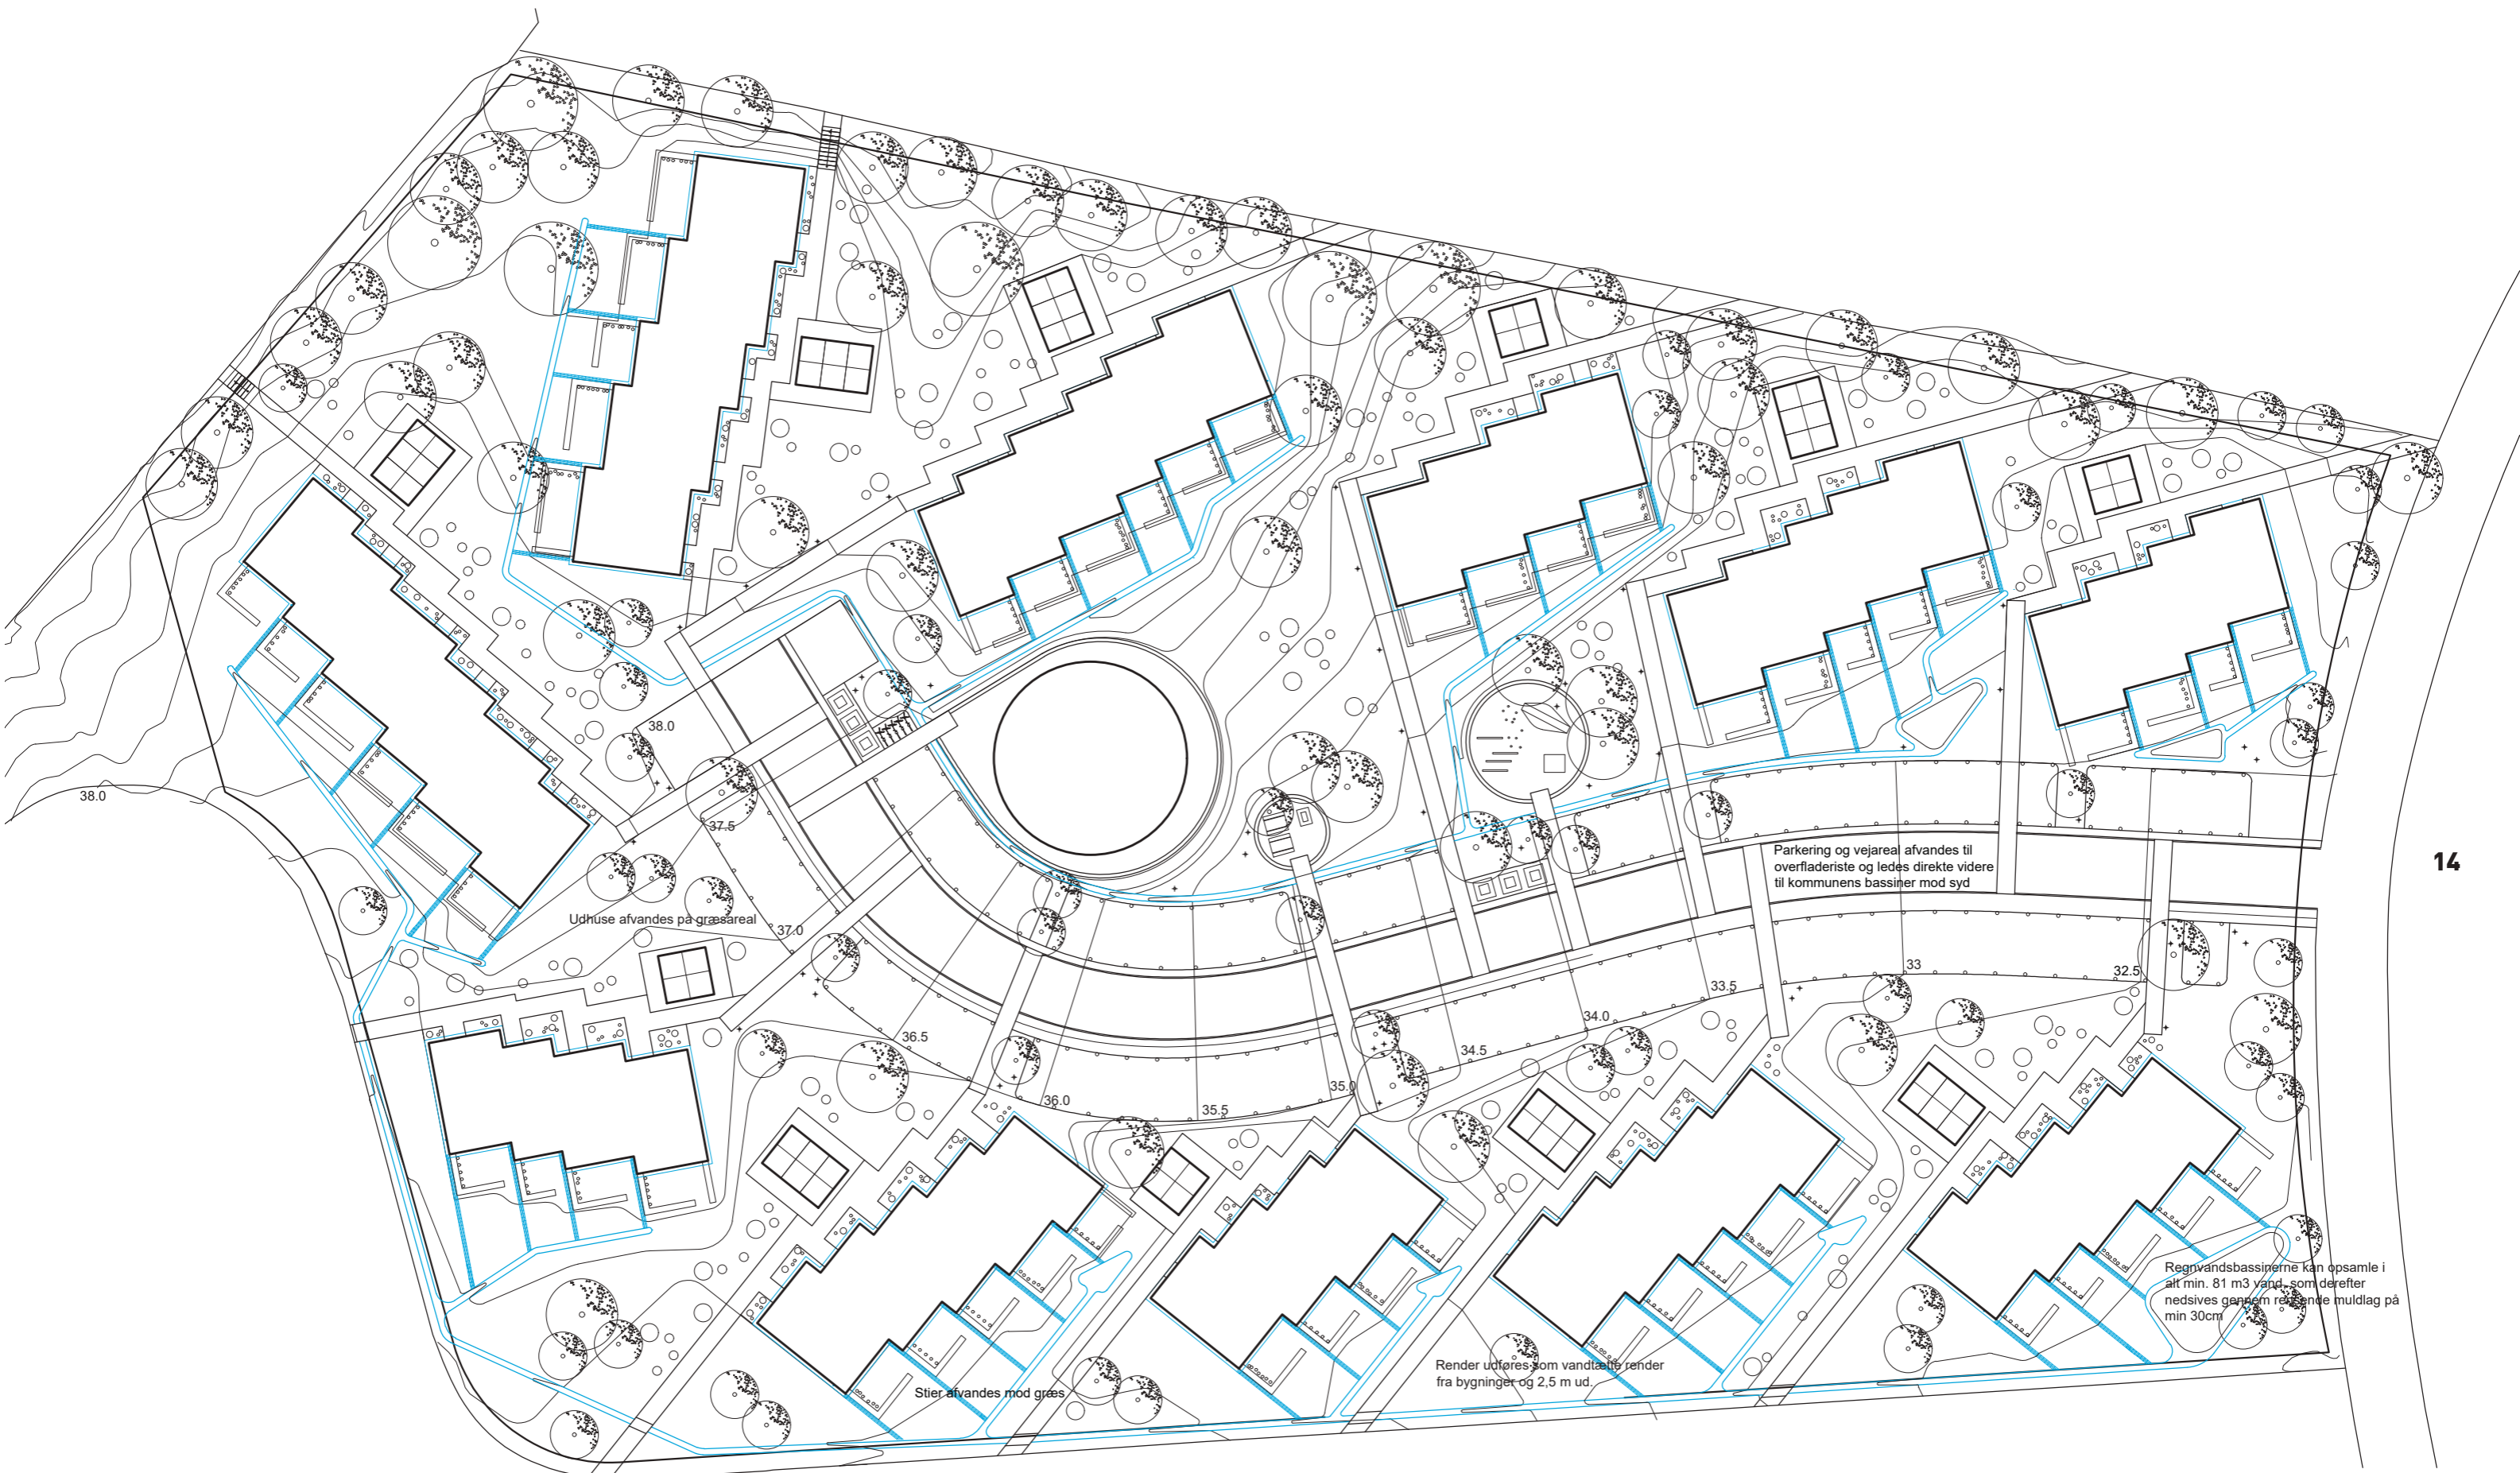 38.0
38.0
37.5
Udhuse afvandes på græsareal
37.0
36.5
36.0
35.5
35.0
34.5
34.0
33.5
33
32.5
Parkering og vejareal afvandes til
overfladeriste og ledes direkte videre
til kommunens bassiner mod syd
14
Regnvandsbassinerne kan opsamle i
alt min. 81 m3 vand, som derefter
nedsives gennem rensende muldlag på
min 30cm
Render udføres som vandtætte render
fra bygninger og 2,5 m ud.
Stier afvandes mod græs